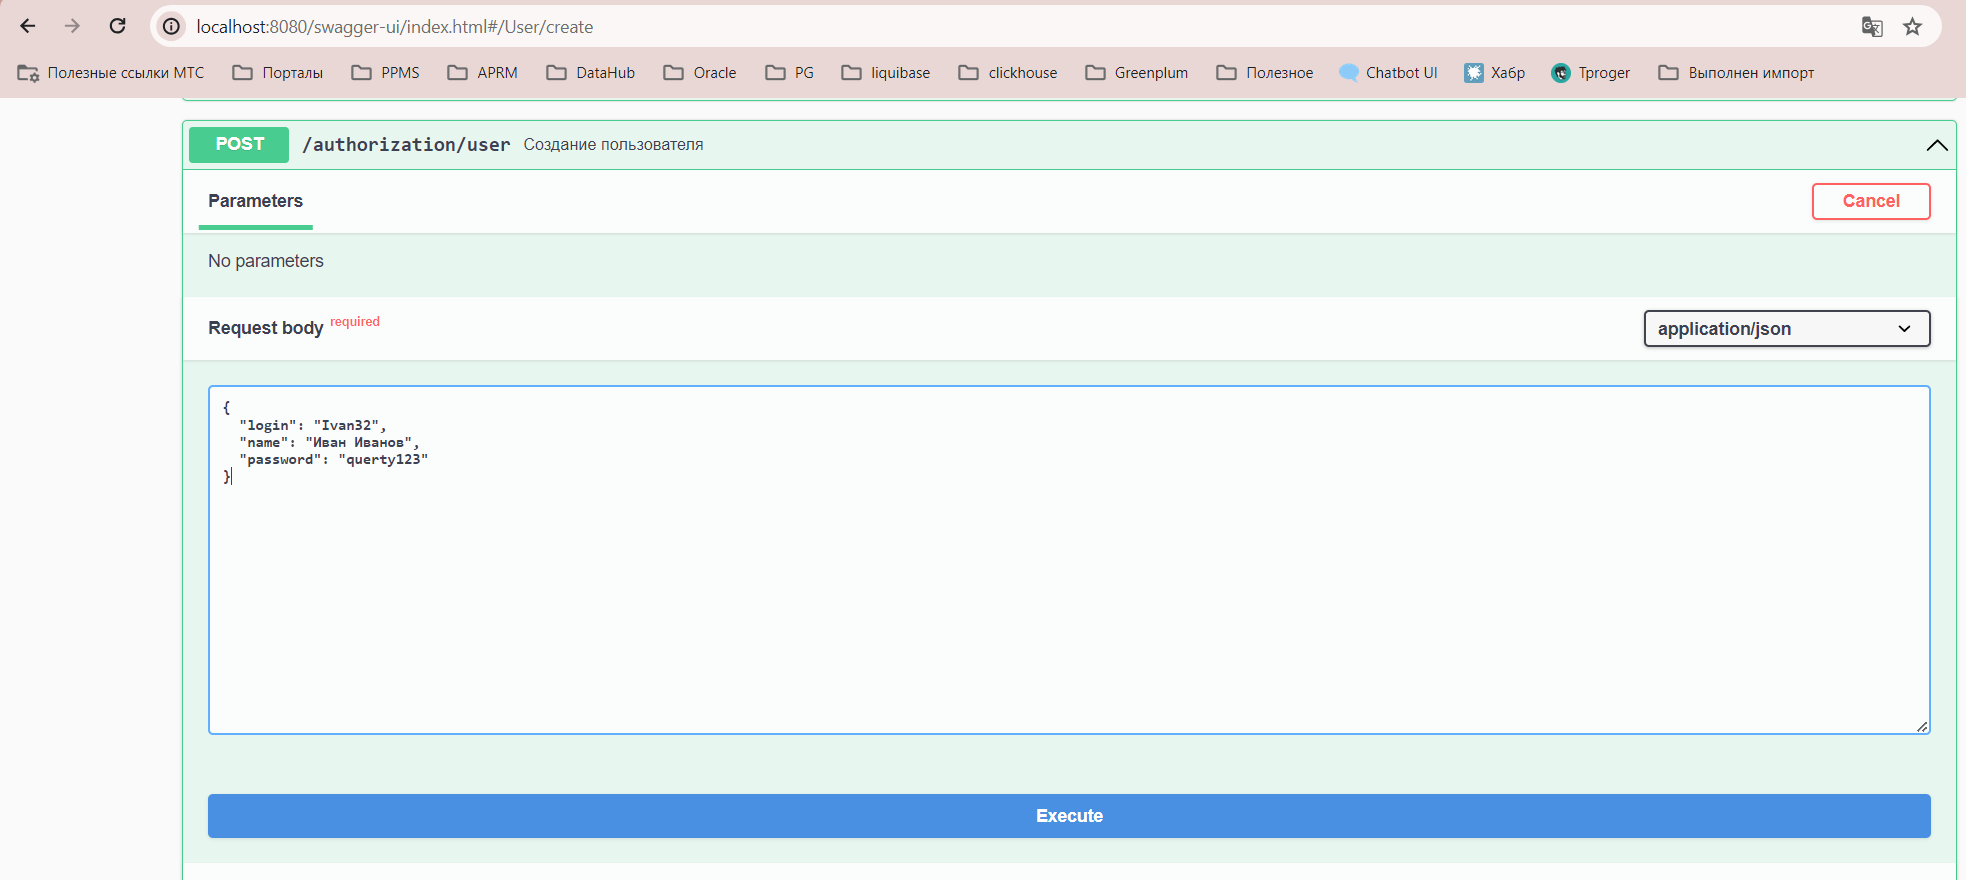 localhost:8080/swagger-ui/index.html#/User/create
Полезные ссылки МТС Порталы PPMS APRM DataHub Oracle PG liquibase clickhouse Greenplum Полезное Chatbot UI Хабр Tproger Выполнен импорт
POST /authorization/user Создание пользователя
Parameters Cancel
No parameters
Request body required application/json
{
"login": "Ivan32",
"name": "Иван Иванов",
"password": "querty123"
}
Execute